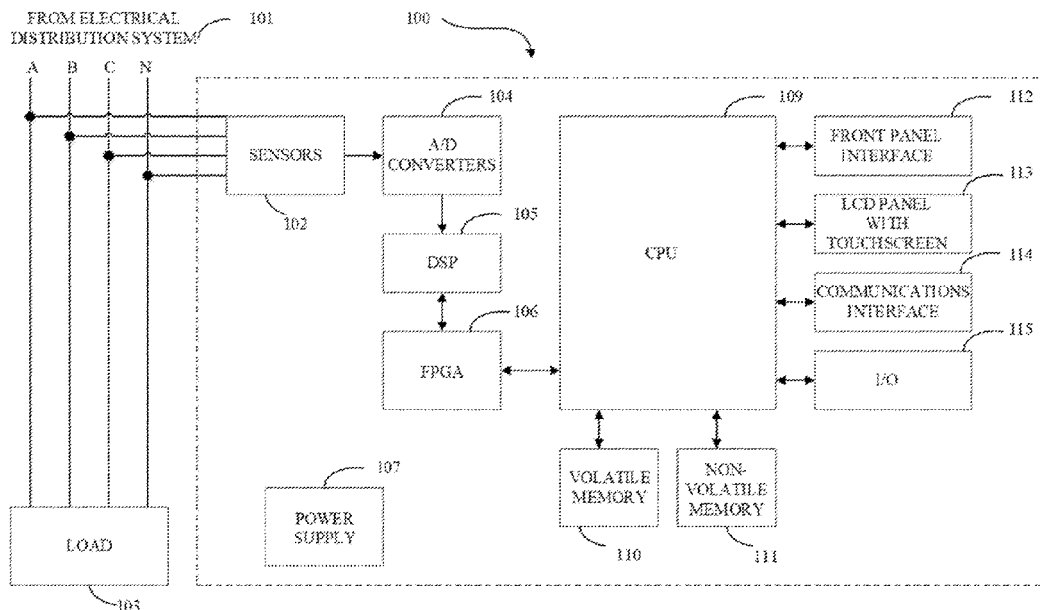 FROM ELECTRICAL
DISTRIBUTION SYSTEM
101
100
A B C N
104
109
112
SENSORS
A/D
CONVERTERS
FRONT PANEL
INTERFACE
102
105
113
DSP
CPU
LCD PANEL
WITH
TOUCHSCREEN
106
114
FPGA
COMMUNICATIONS
INTERFACE
115
I/O
107
POWER
SUPPLY
VOLATILE
MEMORY
NON-
VOLATILE
MEMORY
LOAD
110
111
103